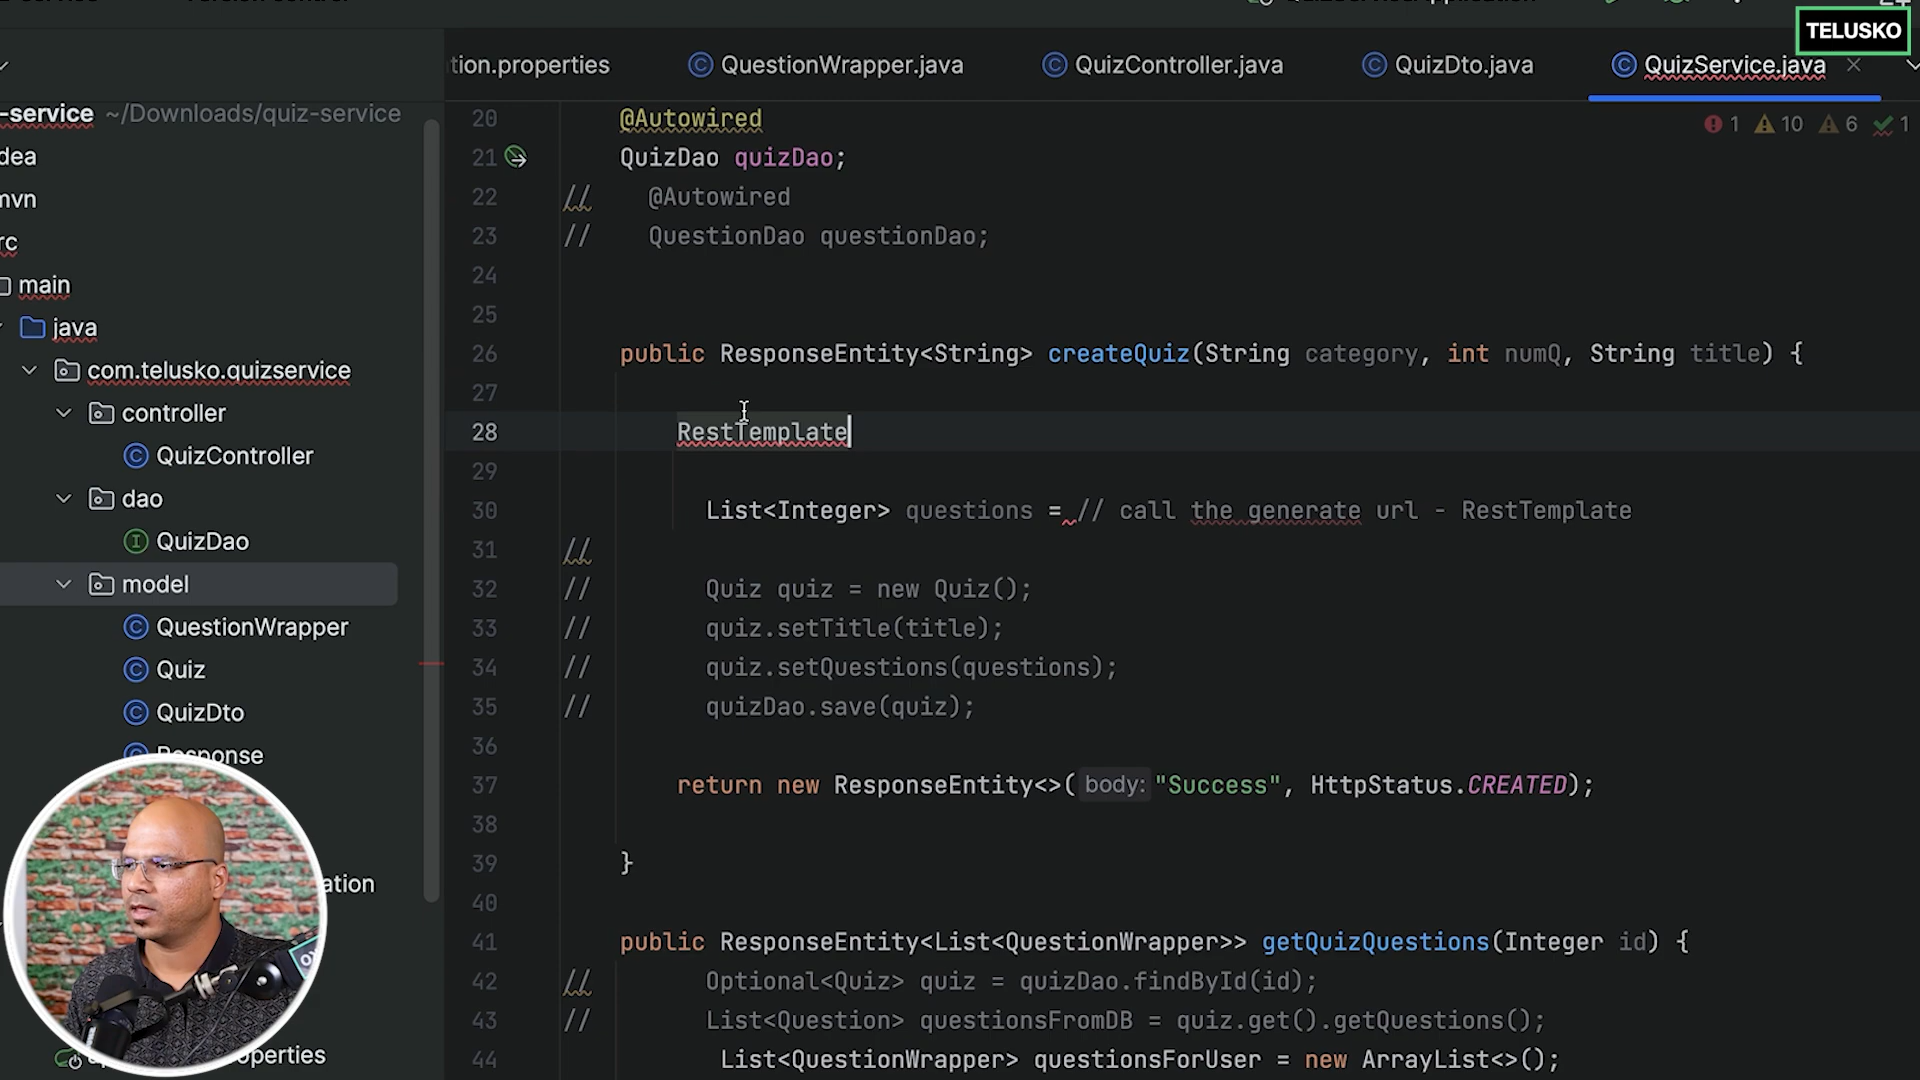 TELUSKO
tion.properties
QuestionWrapper.java
QuizController.java
QuizDto.java
QuizService.java
-service ~/Downloads/quiz-service
dea
mvn
rc
main
java
com.telusko.quizservice
controller
QuizController
dao
QuizDao
model
QuestionWrapper
Quiz
QuizDto
Response
ation
operties
1 10 6 1
20 @Autowired
21 QuizDao quizDao;
22 // @Autowired
23 // QuestionDao questionDao;
24
25
26 public ResponseEntity<String> createQuiz(String category, int numQ, String title) {
27
28 RestTemplate
29
30 List<Integer> questions = // call the generate url - RestTemplate
31 //
32 // Quiz quiz = new Quiz();
33 // quiz.setTitle(title);
34 // quiz.setQuestions(questions);
35 // quizDao.save(quiz);
36
37 return new ResponseEntity<>( body: "Success", HttpStatus.CREATED);
38
39 }
40
41 public ResponseEntity<List<QuestionWrapper>> getQuizQuestions(Integer id) {
42 // Optional<Quiz> quiz = quizDao.findById(id);
43 // List<Question> questionsFromDB = quiz.get().getQuestions();
44 List<QuestionWrapper> questionsForUser = new ArrayList<>();